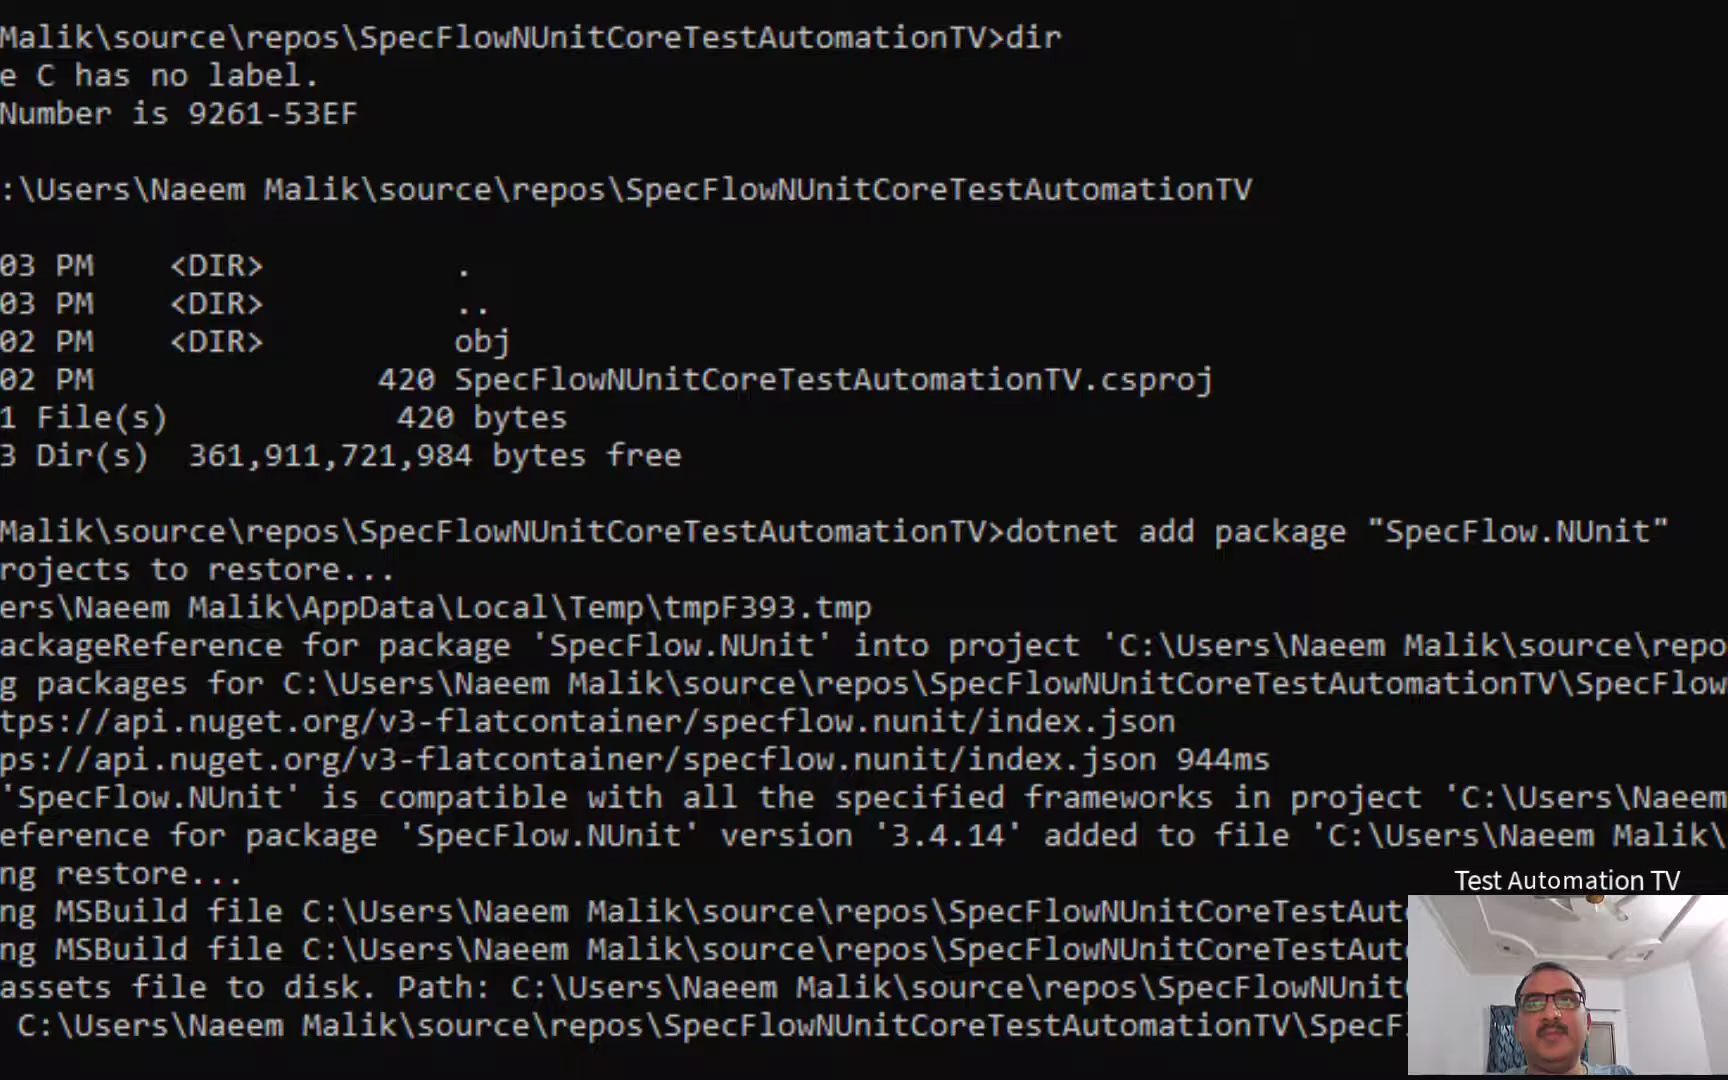 Malik\source\repos\SpecFlowNUnitCoreTestAutomationTV>dir
e C has no label.
Number is 9261-53EF
:\Users\Naeem Malik\source\repos\SpecFlowNUnitCoreTestAutomationTV
03 PM    <DIR>          .
03 PM    <DIR>          ..
02 PM    <DIR>          obj
02 PM               420 SpecFlowNUnitCoreTestAutomationTV.csproj
1 File(s)            420 bytes
3 Dir(s)  361,911,721,984 bytes free
Malik\source\repos\SpecFlowNUnitCoreTestAutomationTV>dotnet add package "SpecFlow.NUnit"
rojects to restore...
ers\Naeem Malik\AppData\Local\Temp\tmpF393.tmp
ackageReference for package 'SpecFlow.NUnit' into project 'C:\Users\Naeem Malik\source\repo
g packages for C:\Users\Naeem Malik\source\repos\SpecFlowNUnitCoreTestAutomationTV\SpecFlow
tps://api.nuget.org/v3-flatcontainer/specflow.nunit/index.json
ps://api.nuget.org/v3-flatcontainer/specflow.nunit/index.json 944ms
'SpecFlow.NUnit' is compatible with all the specified frameworks in project 'C:\Users\Naeem
eference for package 'SpecFlow.NUnit' version '3.4.14' added to file 'C:\Users\Naeem Malik\
ng restore...
Test Automation TV
ng MSBuild file C:\Users\Naeem Malik\source\repos\SpecFlowNUnitCoreTestAut
ng MSBuild file C:\Users\Naeem Malik\source\repos\SpecFlowNUnitCoreTestAut
assets file to disk. Path: C:\Users\Naeem Malik\source\repos\SpecFlowNUnit
C:\Users\Naeem Malik\source\repos\SpecFlowNUnitCoreTestAutomationTV\SpecF